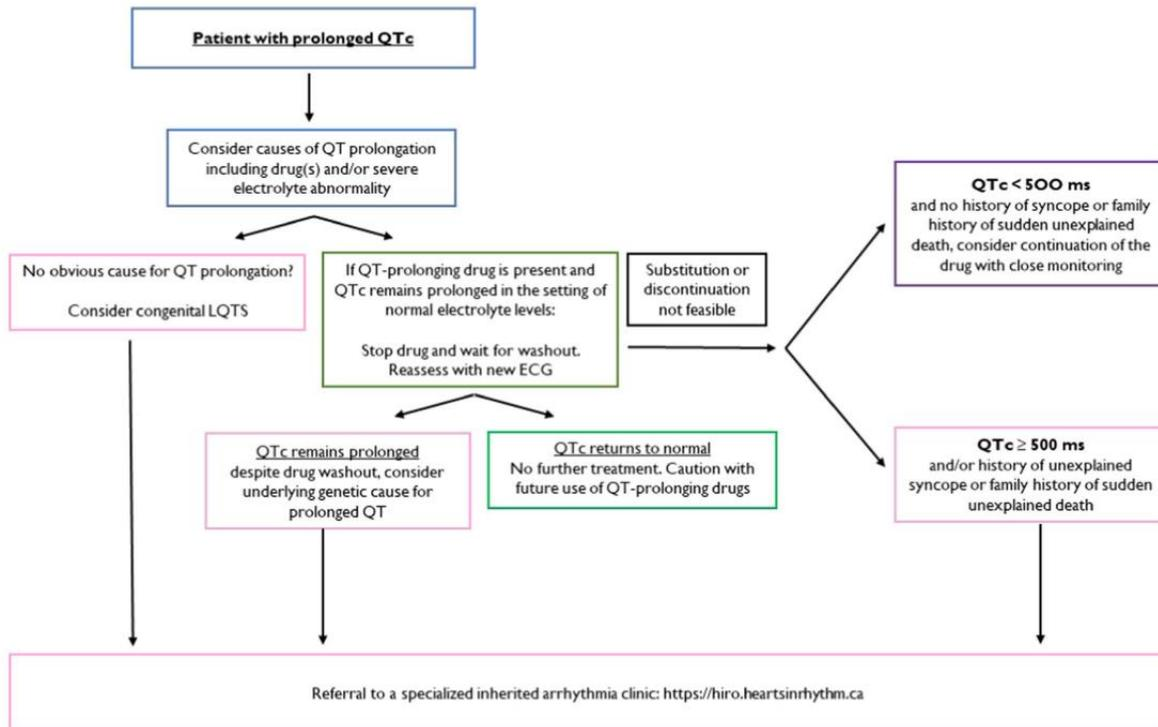 Patient with prolonged QTc
Consider causes of QT prolongation
including drug(s) and/or severe
electrolyte abnormality
No obvious cause for QT prolongation?
Consider congenital LQTS
If QT-prolonging drug is present and
QTc remains prolonged in the setting of
normal electrolyte levels:
Stop drug and wait for washout.
Reassess with new ECG
Substitution or
discontinuation
not feasible
QTc < 5OO ms
and no history of syncope or family
history of sudden unexplained
death, consider continuation of the
drug with close monitoring
QTc remains prolonged
despite drug washout, consider
underlying genetic cause for
prolonged QT
QTc returns to normal
No further treatment. Caution with
future use of QT-prolonging drugs
QTc ≥ 500 ms
and/or history of unexplained
syncope or family history of sudden
unexplained death
Referral to a specialized inherited arrhythmia clinic: https://hiro.heartsinrhythm.ca